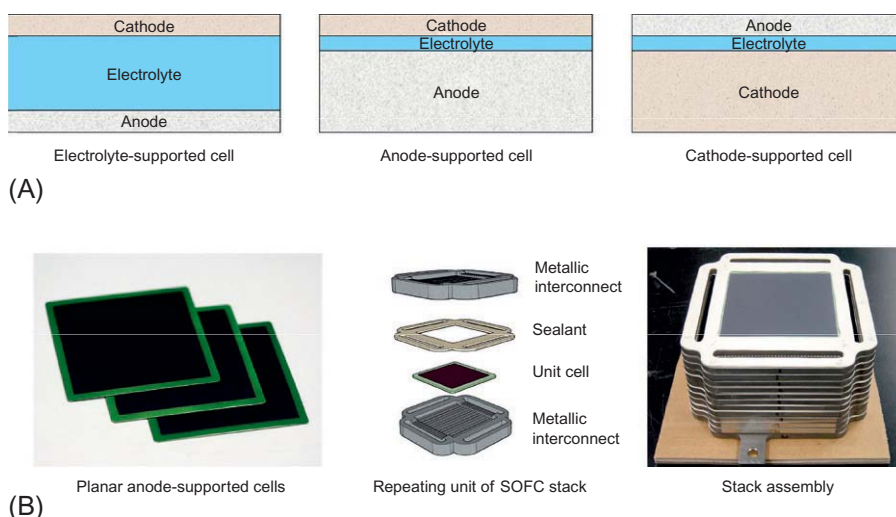 Cathode
Electrolyte
Anode
Electrolyte-supported cell
Cathode
Electrolyte
Anode
Anode-supported cell
Anode
Electrolyte
Cathode
Cathode-supported cell
(A)
Metallic
interconnect
Sealant
Unit cell
Metallic
interconnect
Planar anode-supported cells
Repeating unit of SOFC stack
Stack assembly
(B)